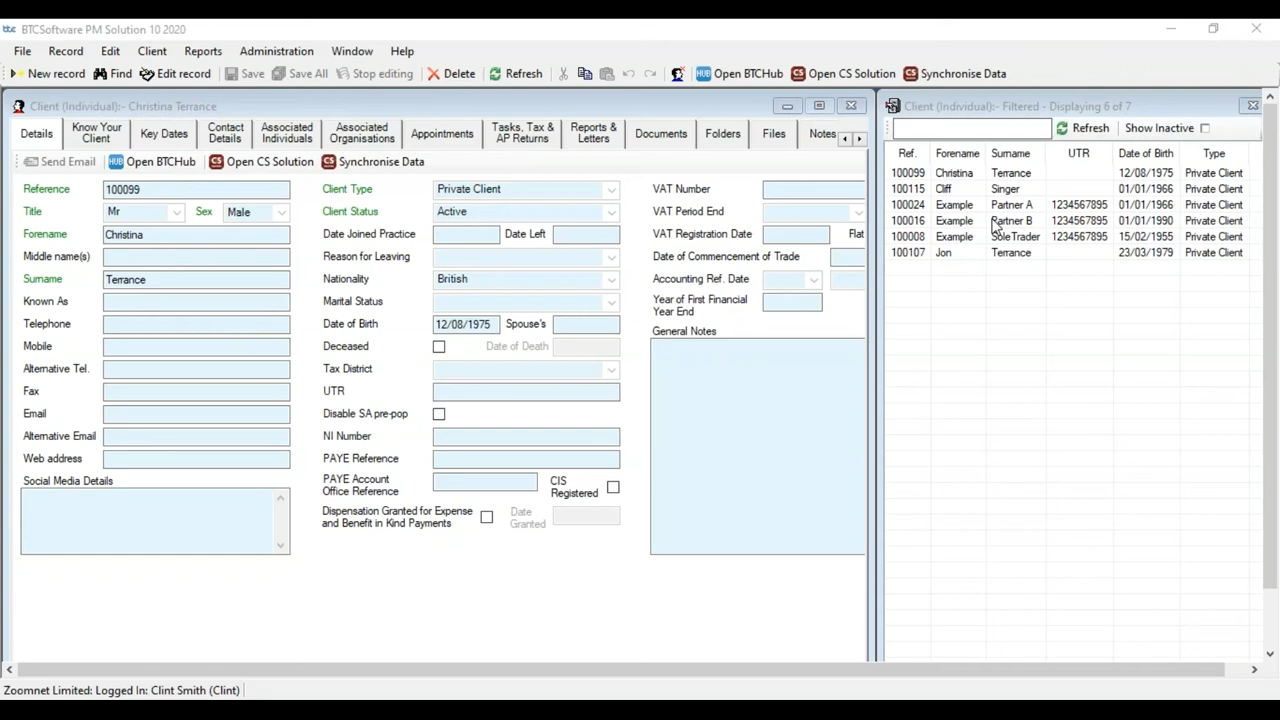 btc BTCSoftware PM Solution 10 2020
File Record Edit Client Reports Administration Window Help
New record Find Edit record Save Save All Stop editing Delete Refresh HUB Open BTCHub CS Open CS Solution CS Synchronise Data
Client (Individual):- Christina Terrance
Details Know Your Client Key Dates Contact Details Associated Individuals Associated Organisations Appointments Tasks, Tax & AP Returns Reports & Letters Documents Folders Files Notes
Send Email HUB Open BTCHub CS Open CS Solution CS Synchronise Data
Reference 100099
Title Mr Sex Male
Forename Christina
Middle name(s)
Surname Terrance
Known As
Telephone
Mobile
Alternative Tel.
Fax
Email
Alternative Email
Web address
Social Media Details
Client Type Private Client
Client Status Active
Date Joined Practice Date Left
Reason for Leaving
Nationality British
Marital Status
Date of Birth 12/08/1975 Spouse's
Deceased Date of Death
Tax District
UTR
Disable SA pre-pop
NI Number
PAYE Reference
PAYE Account
Office Reference
CIS
Registered
Dispensation Granted for Expense
and Benefit in Kind Payments
Date
Granted
VAT Number
VAT Period End
VAT Registration Date Flat
Date of Commencement of Trade
Accounting Ref. Date
Year of First Financial
Year End
General Notes
Client (Individual):- Filtered - Displaying 6 of 7
Refresh Show Inactive
Ref. Forename Surname UTR Date of Birth Type
100099 Christina Terrance 12/08/1975 Private Client
100115 Cliff Singer 01/01/1966 Private Client
100024 Example Partner A 1234567895 01/01/1966 Private Client
100016 Example Partner B 1234567895 01/01/1990 Private Client
100008 Example SoleTrader 1234567895 15/02/1955 Private Client
100107 Jon Terrance 23/03/1979 Private Client
Zoomnet Limited: Logged In: Clint Smith (Clint)